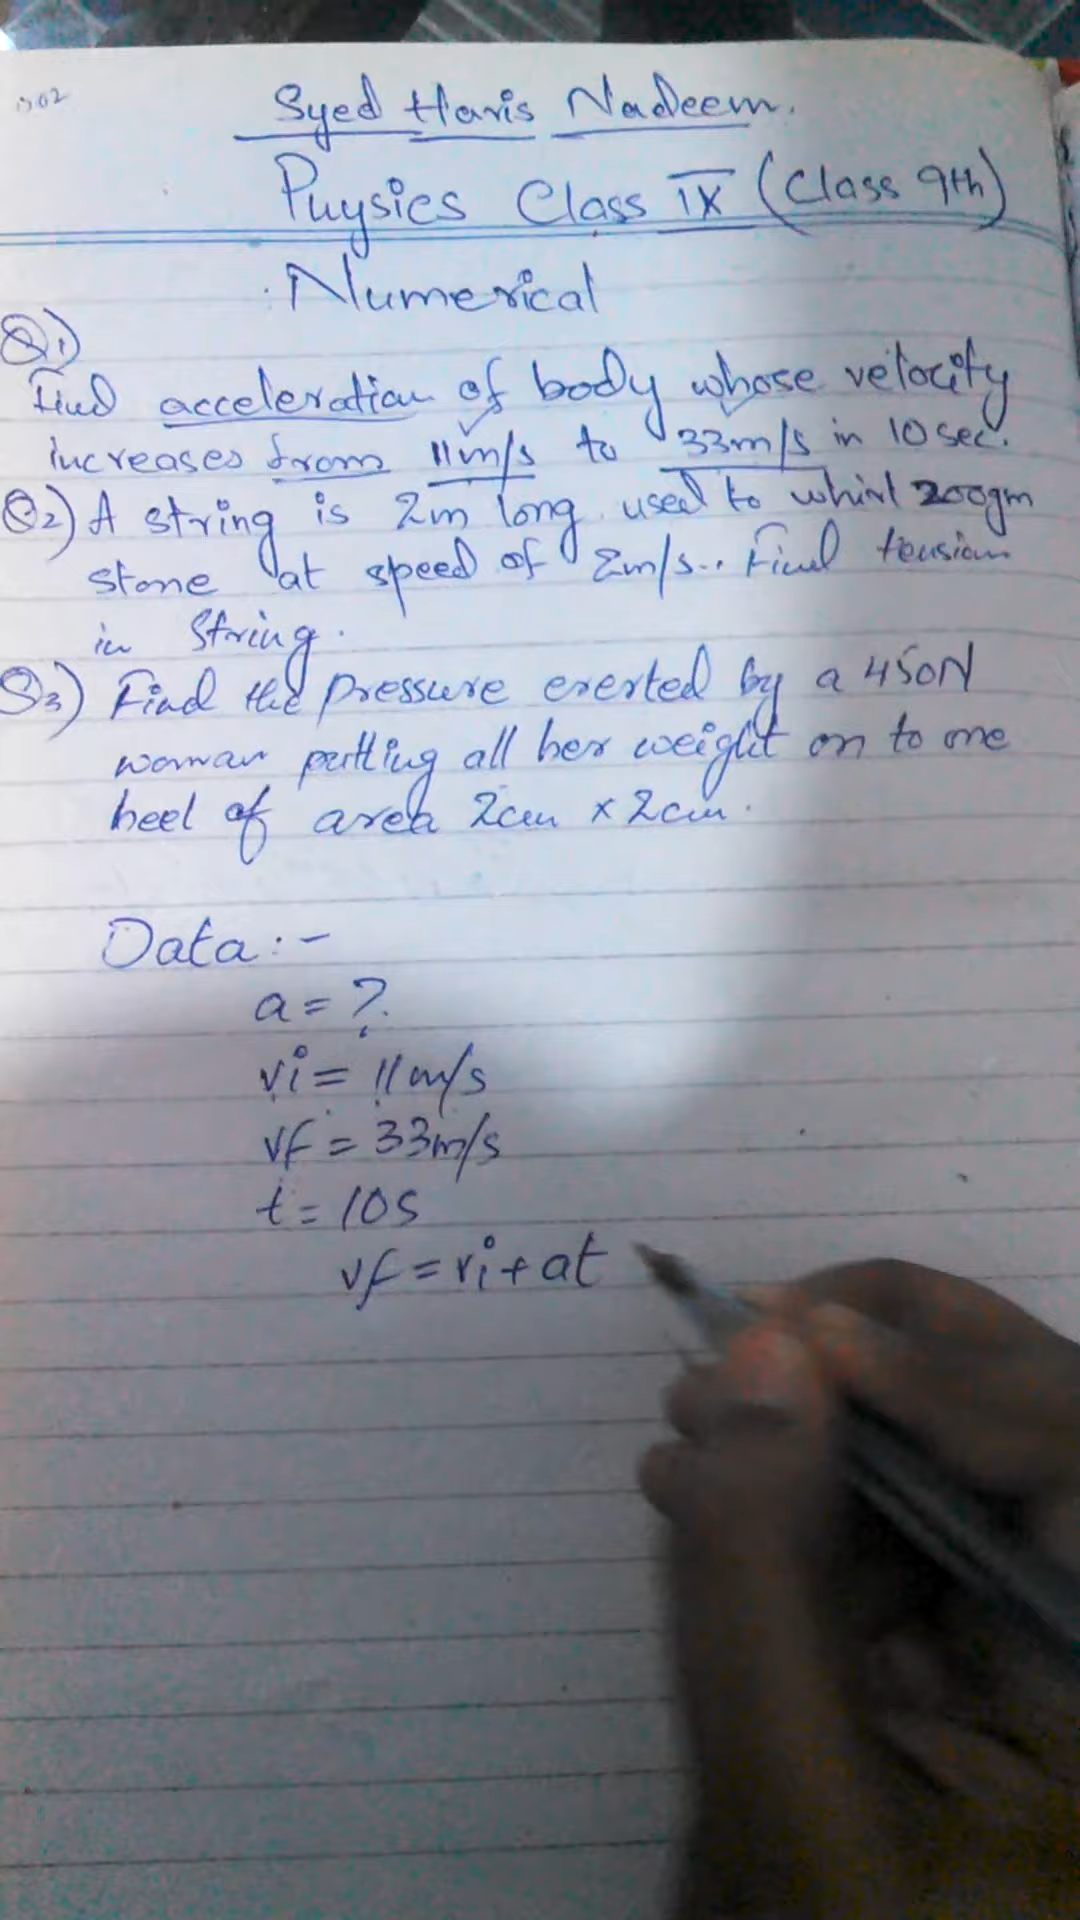 002
Syed Haris Nadeem.
Physics Class IX (Class 9th)
Numerical
Q1)
Find acceleration of body whose velocity
increases from 11m/s to 33m/s in 10 sec.
Q2) A string is 2m long used to whirl 200gm
stone at speed of 2m/s.. Find tension
in string.
Q3) Find the pressure exerted by a 450N
woman putting all her weight on to one
heel of area 2cm x 2cm.
Data:-
a = ?
vi = 11m/s
vf = 33m/s
t = 10s
vf = vi + at